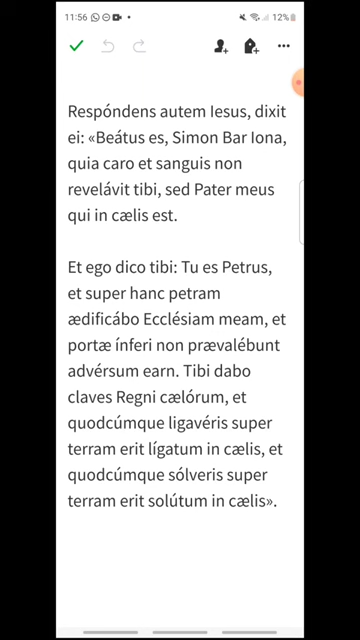 11:56 12%
Respóndens autem Iesus, dixit
ei: «Beátus es, Simon Bar Iona,
quia caro et sanguis non
revelávit tibi, sed Pater meus
qui in cælis est.
Et ego dico tibi: Tu es Petrus,
et super hanc petram
ædificábo Ecclésiam meam, et
portæ ínferi non prævalébunt
advérsum earn. Tibi dabo
claves Regni cælórum, et
quodcúmque ligavéris super
terram erit lígatum in cælis, et
quodcúmque sólveris super
terram erit solútum in cælis».